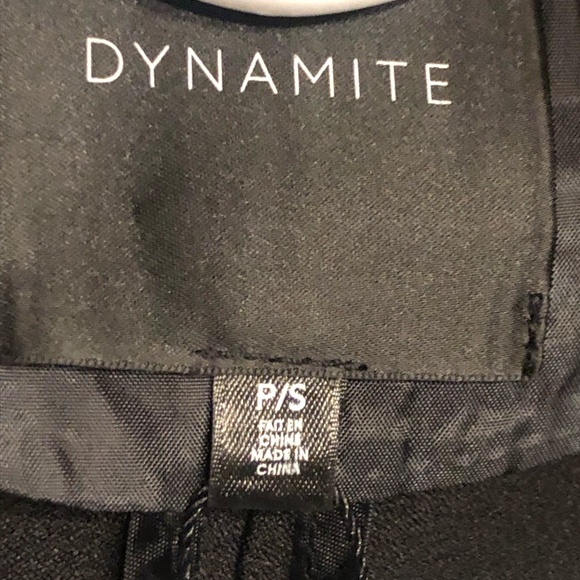 DYNAMITE
P/S
FAIT EN
CHINE
MADE IN
CHINA